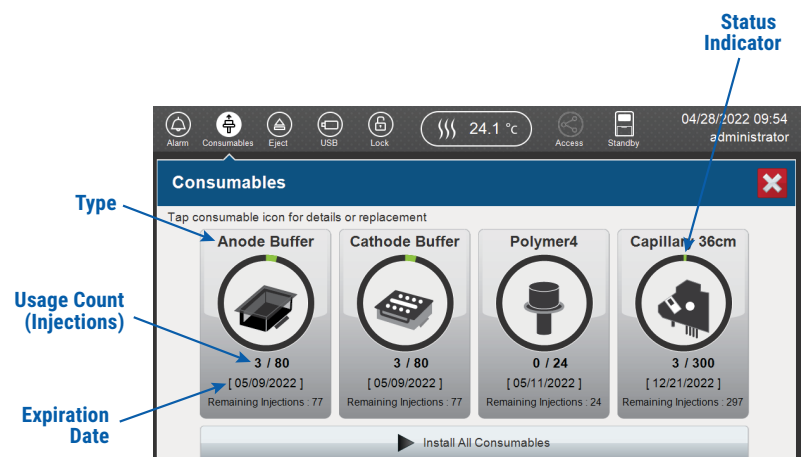 Status
Indicator
04/28/2022 09:54
administrator
24.1 °c
Alarm
Consumables
Eject
USB
Lock
Access
Standby
Consumables
Type
Tap consumable icon for details or replacement
Anode Buffer
Cathode Buffer
Polymer4
Capillary 36cm
Usage Count
(Injections)
3 / 80
3 / 80
0 / 24
3 / 300
[ 05/09/2022 ]
[ 05/09/2022 ]
[ 05/11/2022 ]
[ 12/21/2022 ]
Remaining Injections : 77
Remaining Injections : 77
Remaining Injections : 24
Remaining Injections : 297
Expiration
Date
Install All Consumables